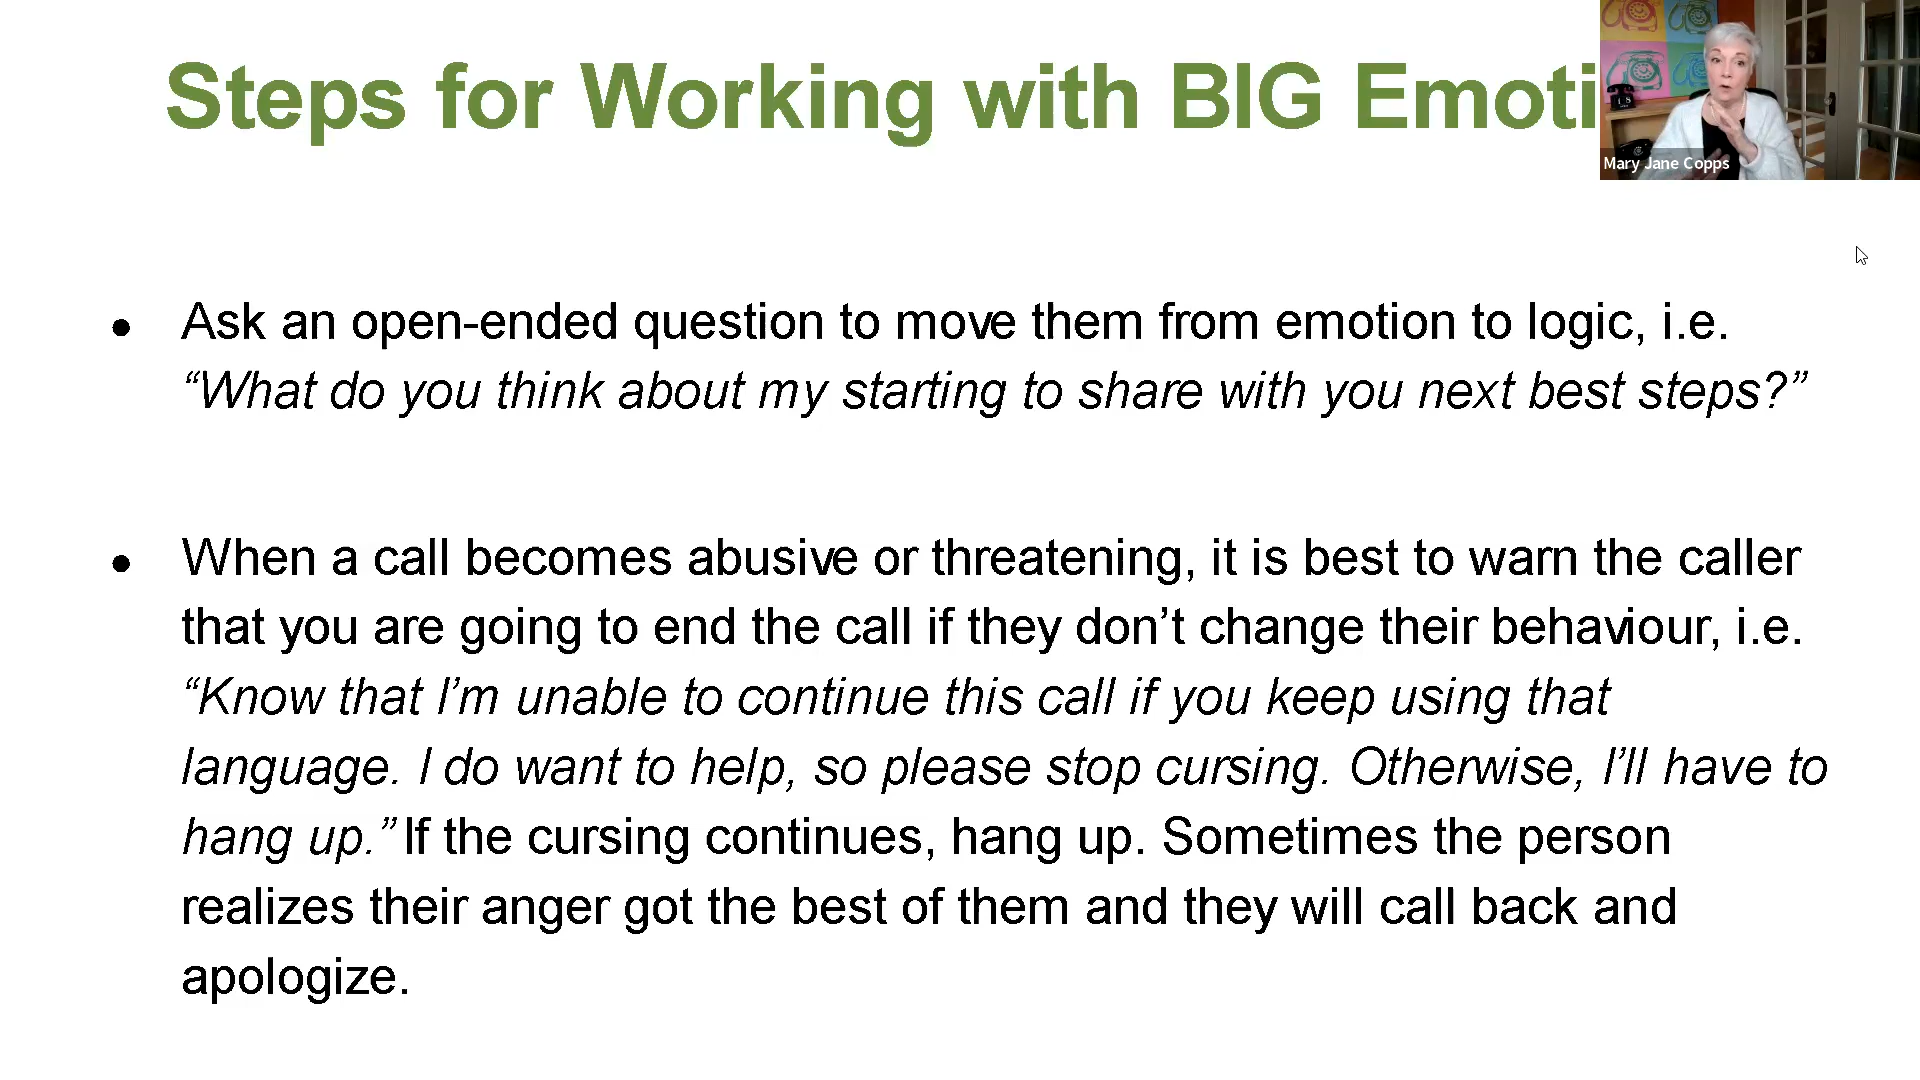 Steps for Working with BIG Emoti
Mary Jane Copps
● Ask an open-ended question to move them from emotion to logic, i.e.
“What do you think about my starting to share with you next best steps?”
● When a call becomes abusive or threatening, it is best to warn the caller
that you are going to end the call if they don’t change their behaviour, i.e.
“Know that I’m unable to continue this call if you keep using that
language. I do want to help, so please stop cursing. Otherwise, I’ll have to
hang up.” If the cursing continues, hang up. Sometimes the person
realizes their anger got the best of them and they will call back and
apologize.